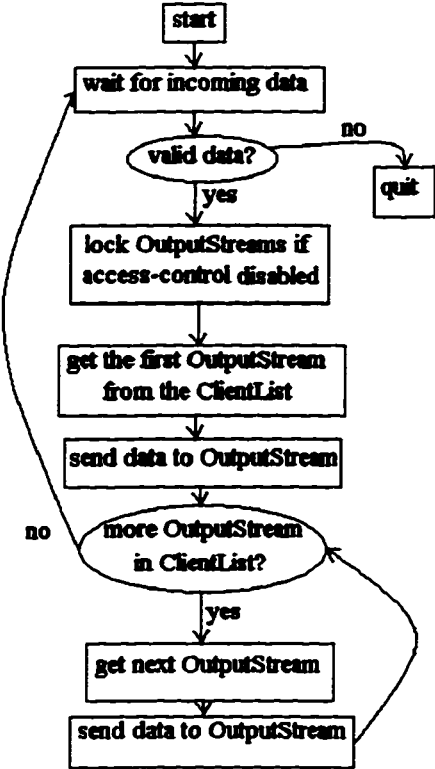 start
wait for incoming data
valid data?
no
quit
yes
lock OutputStreams if
access-control disabled
get the first OutputStream
from the ClientList
send data to OutputStream
no
more OutputStream
in ClientList?
yes
get next OutputStream
send data to OutputStream